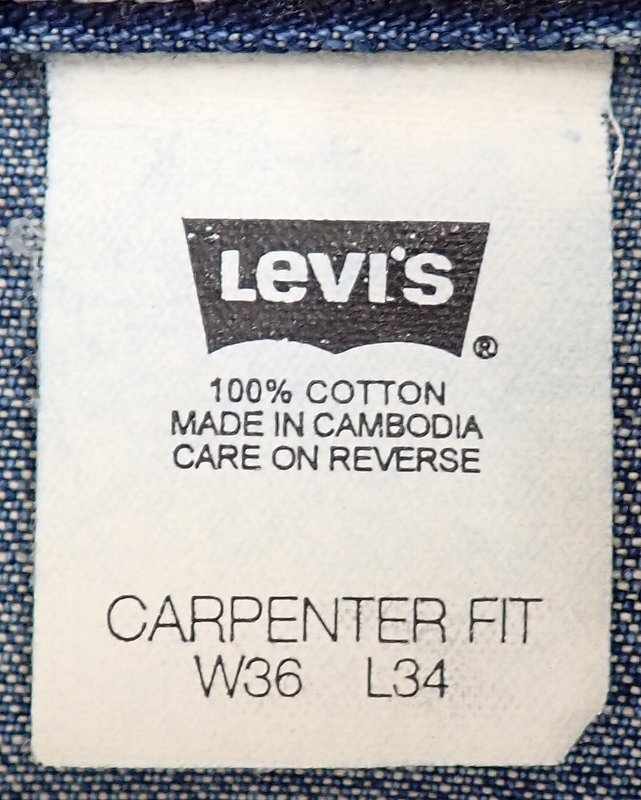 Levi's
®
100% COTTON
MADE IN CAMBODIA
CARE ON REVERSE
CARPENTER FIT
W36 L34